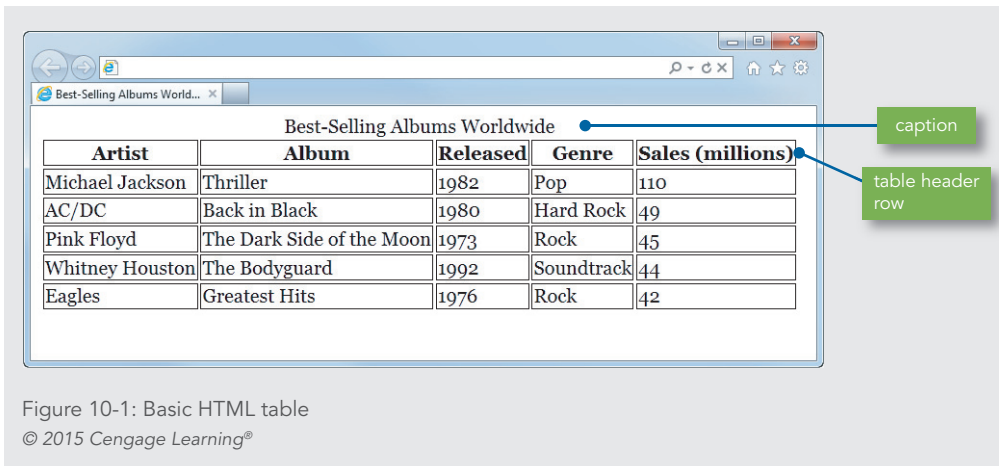 Best-Selling Albums World...
Best-Selling Albums Worldwide
caption
Artist Album Released Genre Sales (millions)
table header
row
Michael Jackson Thriller 1982 Pop 110
AC/DC Back in Black 1980 Hard Rock 49
Pink Floyd The Dark Side of the Moon 1973 Rock 45
Whitney Houston The Bodyguard 1992 Soundtrack 44
Eagles Greatest Hits 1976 Rock 42
Figure 10-1: Basic HTML table
© 2015 Cengage Learning®